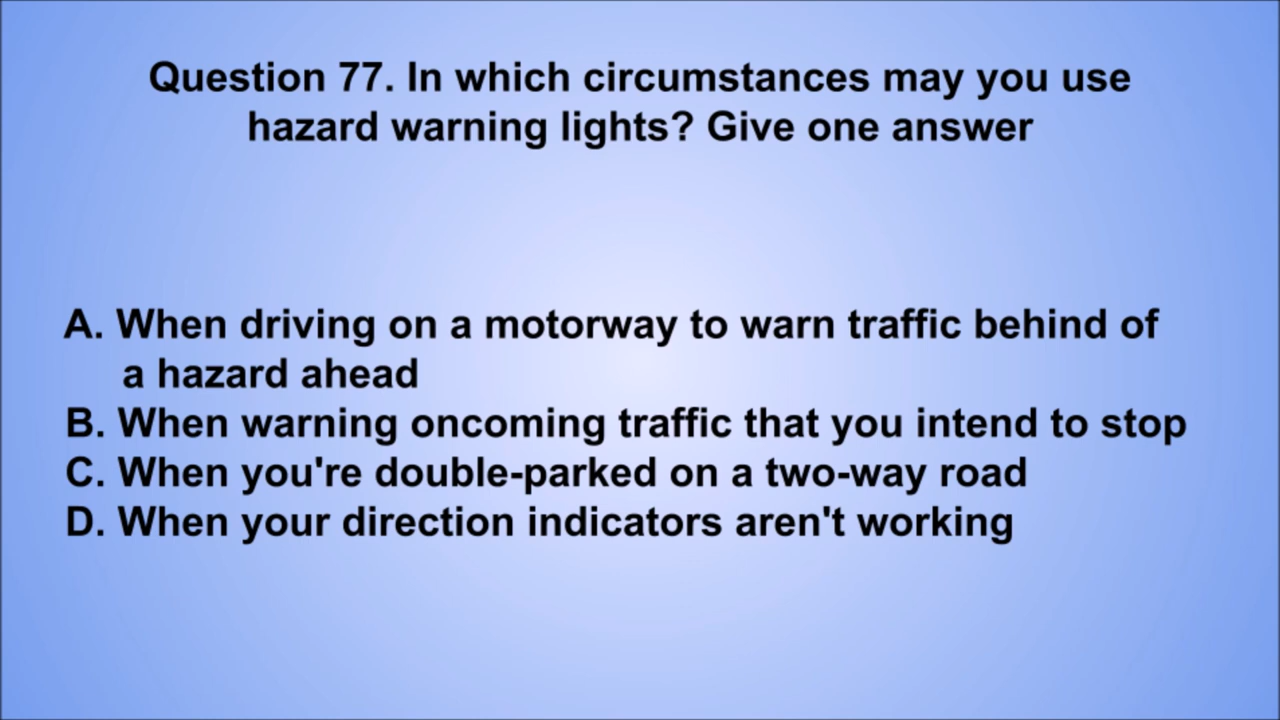 Question 77. In which circumstances may you use
hazard warning lights? Give one answer
A. When driving on a motorway to warn traffic behind of
a hazard ahead
B. When warning oncoming traffic that you intend to stop
C. When you're double-parked on a two-way road
D. When your direction indicators aren't working